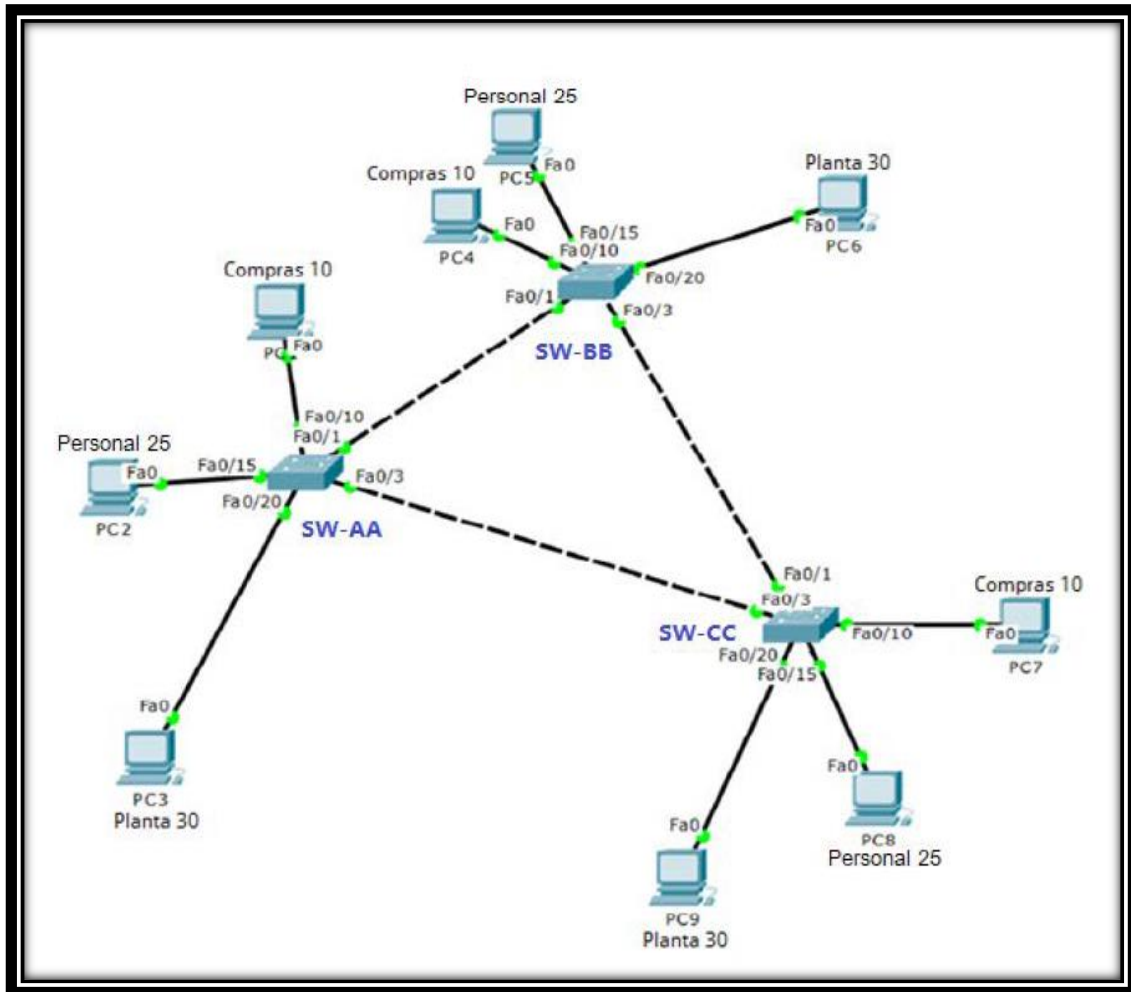 Personal 25
Fa0
PC5
Compras 10
Fa0
PC4
Fa0/15
Fa0/10
Planta 30
Fa0
PC6
Fa0/20
Fa0/1
Fa0/3
SW-BB
Compras 10
Fa0
Fa0/10
Fa0/1
Personal 25
Fa0
Fa0/15
Fa0/3
PC2
Fa0/20
SW-AA
Fa0/1
Fa0/3
Compras 10
SW-CC
Fa0/10
Fa0
PC7
Fa0/20
Fa0/15
Fa0
PC3
Planta 30
Fa0
PC8
Personal 25
Fa0
PC9
Planta 30